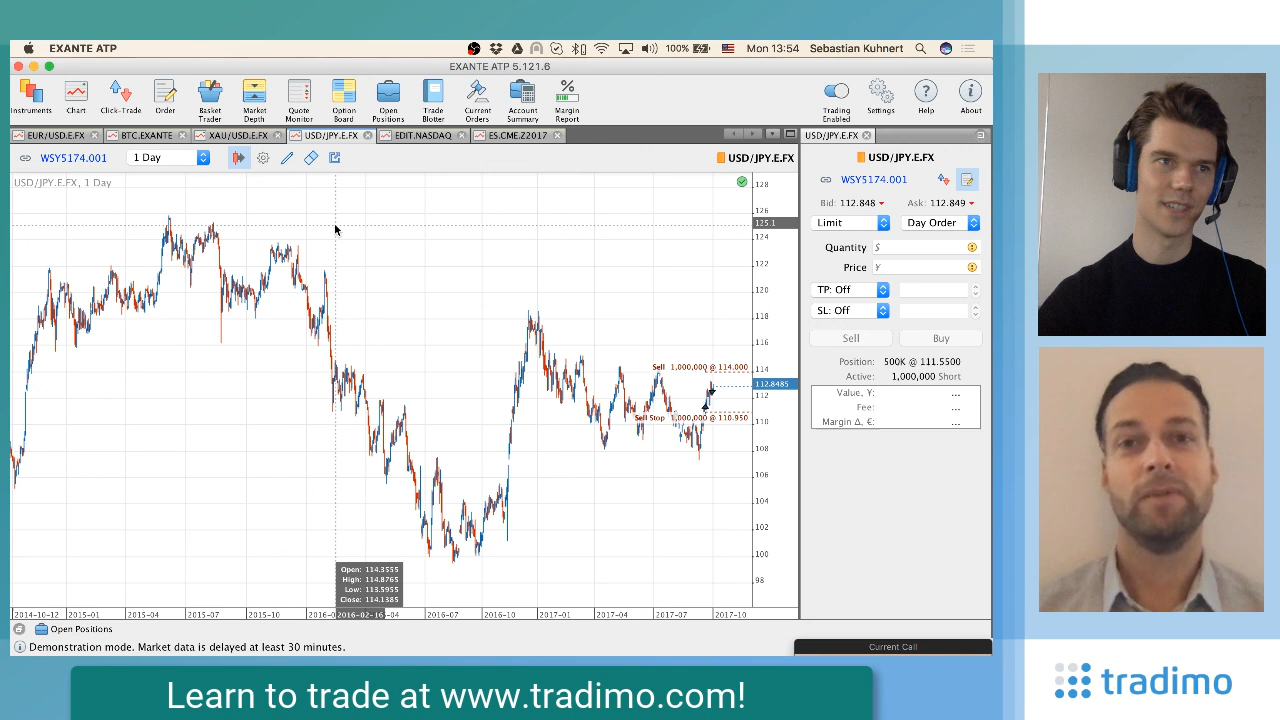 EXANTE ATP
100%
Mon 13:54
Sebastian Kuhnert
EXANTE ATP 5.121.6
Instruments
Chart
Click-Trade
Order
Basket Trader
Market Depth
Quote Monitor
Option Board
Open Positions
Trade Blotter
Current Orders
Account Summary
%
Margin Report
Trading Enabled
Settings
Help
About
EUR/USD.E.FX
BTC.EXANTE
XAU/USD.E.FX
USD/JPY.E.FX
EDIT.NASDAQ
ES.CME.Z2017
USD/JPY.E.FX
WSY5174.001
1 Day
USD/JPY.E.FX
USD/JPY.E.FX, 1 Day
128
126
125.1
124
122
120
118
116
114
112.8485
112
110
108
106
104
102
100
98
Sell 1,000,000 @ 114.000
Sell Stop 1,000,000 @ 110.950
Open: 114.3555
High: 114.8765
Low: 113.5955
Close: 114.1385
2014-10-12
2015-01
2015-04
2015-07
2015-10
2016-0
2016-02-16
-04
2016-07
2016-10
2017-01
2017-04
2017-07
2017-10
USD/JPY.E.FX
WSY5174.001
Bid: 112.848
Ask: 112.849
Limit
Day Order
Quantity $
Price ¥
TP: Off
SL: Off
Sell
Buy
Position: 500K @ 111.5500
Active: 1,000,000 Short
Value, ¥: ...
Fee: ...
Margin Δ, €: ...
Open Positions
Demonstration mode. Market data is delayed at least 30 minutes.
Current Call
Learn to trade at www.tradimo.com!
tradimo